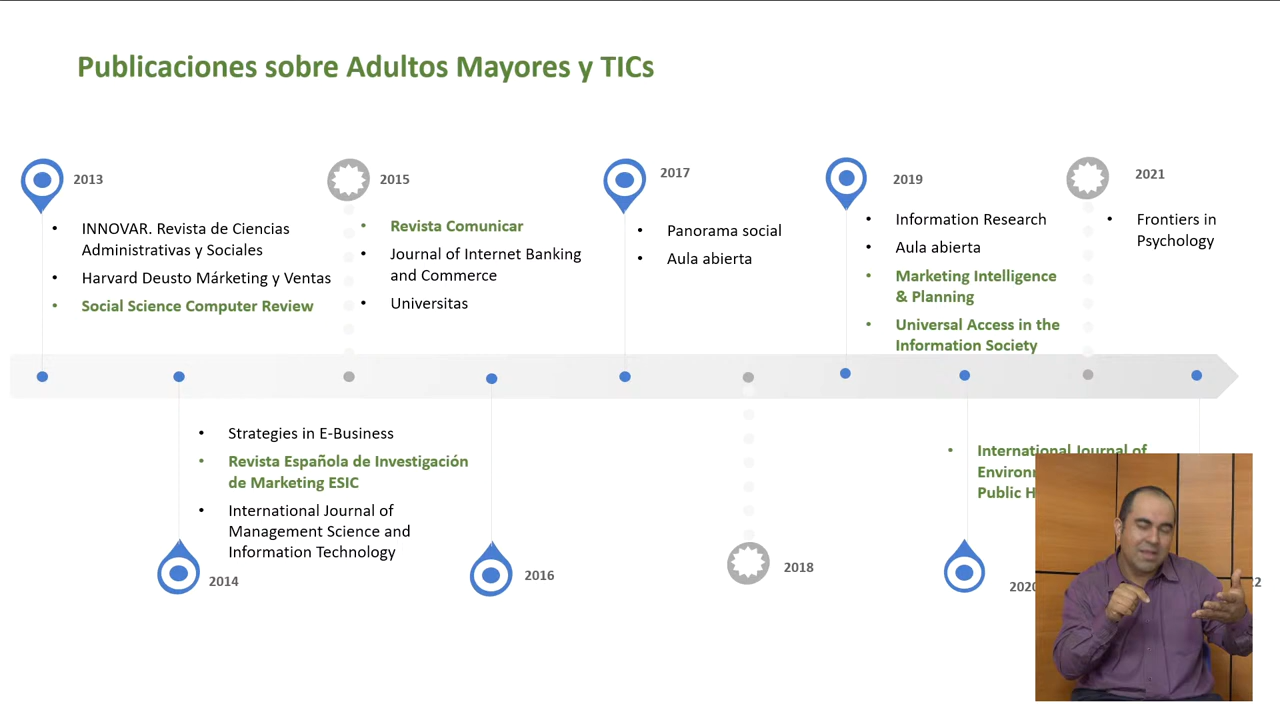 Publicaciones sobre Adultos Mayores y TICs
2013
INNOVAR. Revista de Ciencias
Administrativas y Sociales
Harvard Deusto Márketing y Ventas
Social Science Computer Review
2015
Revista Comunicar
Journal of Internet Banking
and Commerce
Universitas
2017
Panorama social
Aula abierta
2019
Information Research
Aula abierta
Marketing Intelligence
& Planning
Universal Access in the
Information Society
2021
Frontiers in
Psychology
Strategies in E-Business
Revista Española de Investigación
de Marketing ESIC
International Journal of
Management Science and
Information Technology
2014
2016
2018
International Journal of
Public
2020